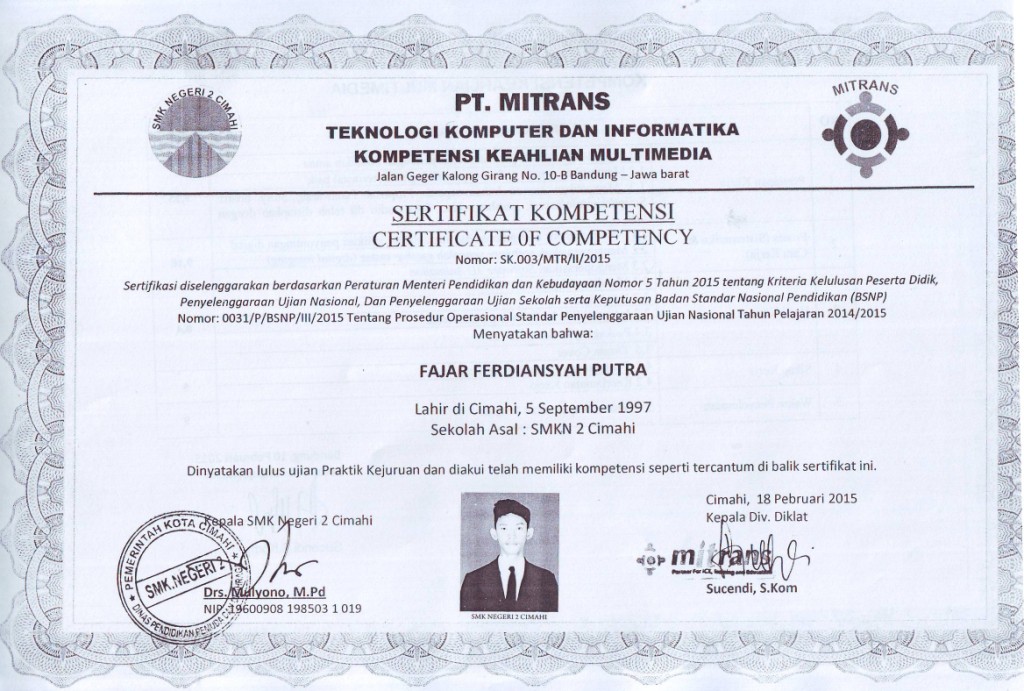 SMK NEGERI 2 CIMAHI
MITRANS
PT. MITRANS
TEKNOLOGI KOMPUTER DAN INFORMATIKA
KOMPETENSI KEAHLIAN MULTIMEDIA
Jalan Geger Kalong Girang No. 10-B Bandung – Jawa barat
SERTIFIKAT KOMPETENSI
CERTIFICATE 0F COMPETENCY
Nomor: SK.003/MTR/II/2015
Sertifikasi diselenggarakan berdasarkan Peraturan Menteri Pendidikan dan Kebudayaan Nomor 5 Tahun 2015 tentang Kriteria Kelulusan Peserta Didik,
Penyelenggaraan Ujian Nasional, Dan Penyelenggaraan Ujian Sekolah serta Keputusan Badan Standar Nasional Pendidikan (BSNP)
Nomor: 0031/P/BSNP/III/2015 Tentang Prosedur Operasional Standar Penyelenggaraan Ujian Nasional Tahun Pelajaran 2014/2015
Menyatakan bahwa:
FAJAR FERDIANSYAH PUTRA
Lahir di Cimahi, 5 September 1997
Sekolah Asal : SMKN 2 Cimahi
Dinyatakan lulus ujian Praktik Kejuruan dan diakui telah memiliki kompetensi seperti tercantum di balik sertifikat ini.
Cimahi, 18 Pebruari 2015
Kepala Div. Diklat
mitrans
Sucendi, S.Kom
Kepala SMK Negeri 2 Cimahi
PEMERINTAH KOTA CIMAHI
SMK.NEGERI 2
DINAS PENDIDIKAN PEMUDA
Drs. Mulyono, M.Pd
NIP. 19600908 198503 1 019
SMK NEGERI 2 CIMAHI